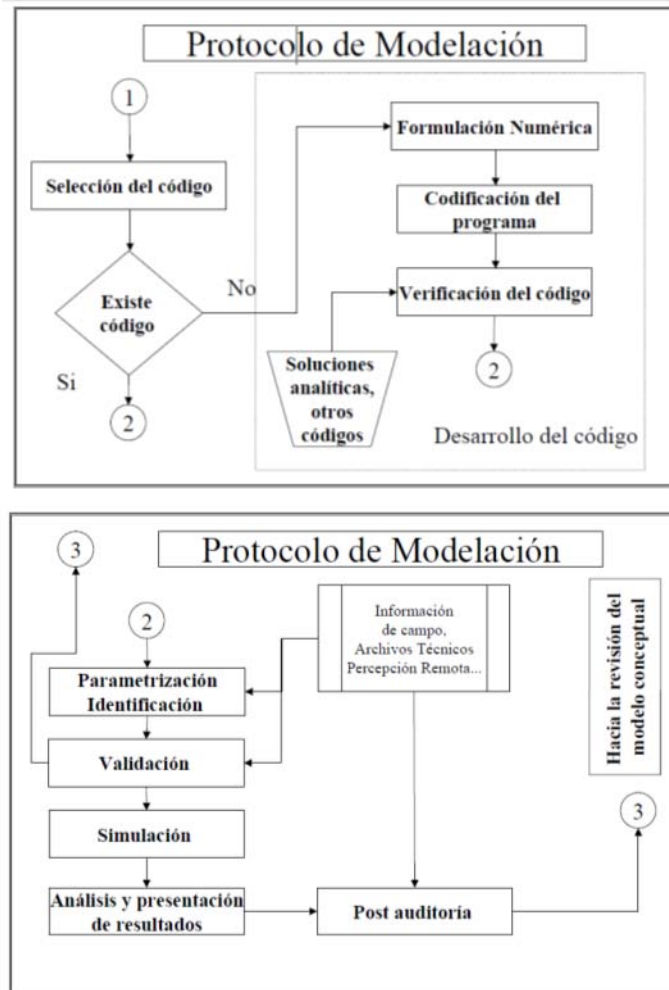 Protocolo de Modelación
1
Selección del código
Existe
código
No
Si
2
Formulación Numérica
Codificación del
programa
Verificación del código
2
Soluciones
analíticas,
otros
códigos
Desarrollo del código
3
Protocolo de Modelación
2
Información
de campo,
Archivos Técnicos
Percepción Remota...
Parametrización
Identificación
Validación
Simulación
Análisis y presentación
de resultados
Post auditoría
Hacia la revisión del
modelo conceptual
3